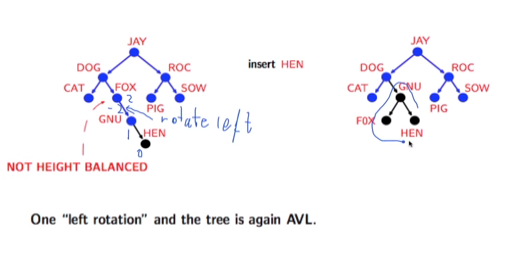 JAY
DOG
ROC
CAT
FOX
SOW
2
- 2
GNU
PIG
rotate left
1
HEN
0
NOT HEIGHT BALANCED
insert HEN
JAY
DOG
ROC
CAT
GNU
SOW
PIG
FOX
HEN
One “left rotation” and the tree is again AVL.